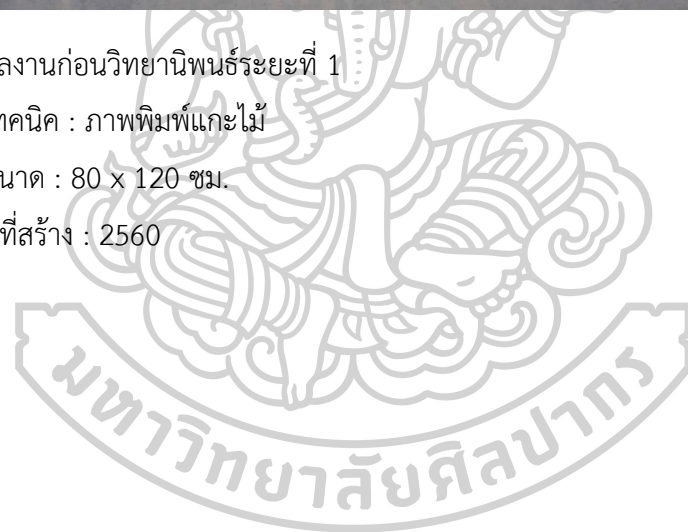 ลงานก่อนวิทยานิพนธ์ระยะที่ 1
ทคนิค : ภาพพิมพ์แกะไม้
นาด : 80 x 120 ซม.
ที่สร้าง : 2560
มหาวิทยาลัยศิลปากร